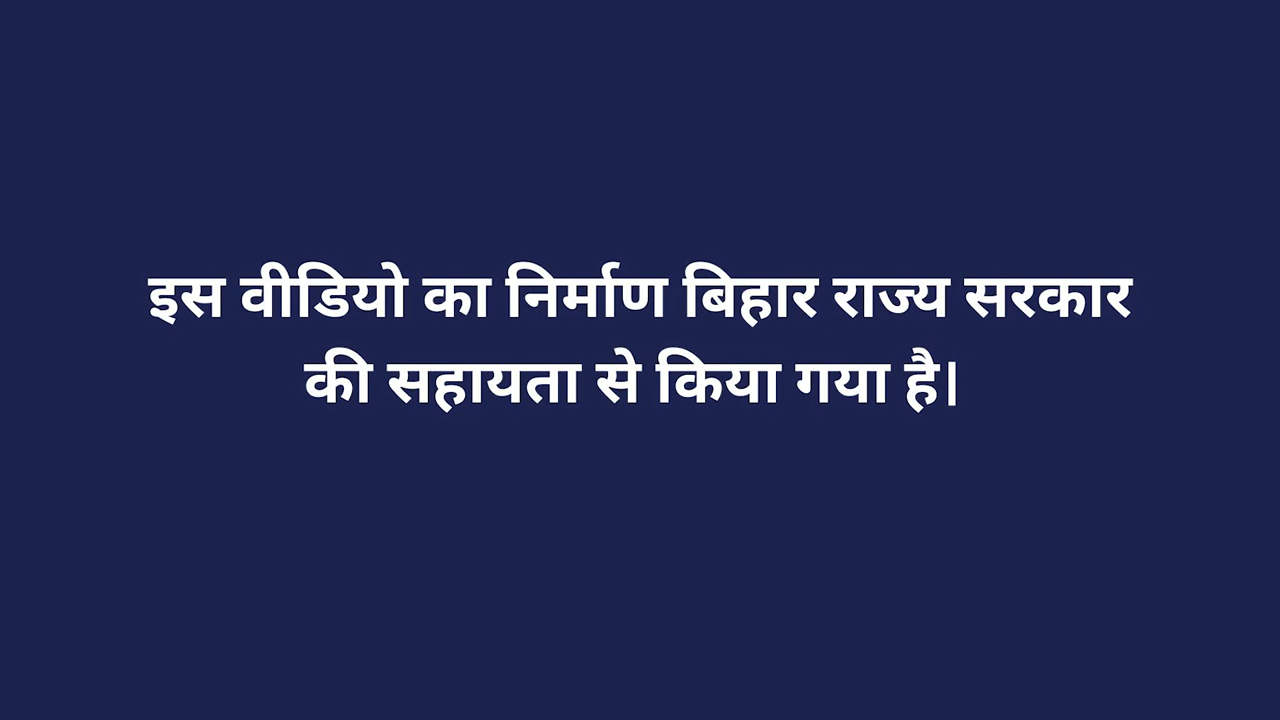 इस वीडियो का निर्माण बिहार राज्य सरकार
की सहायता से किया गया है।